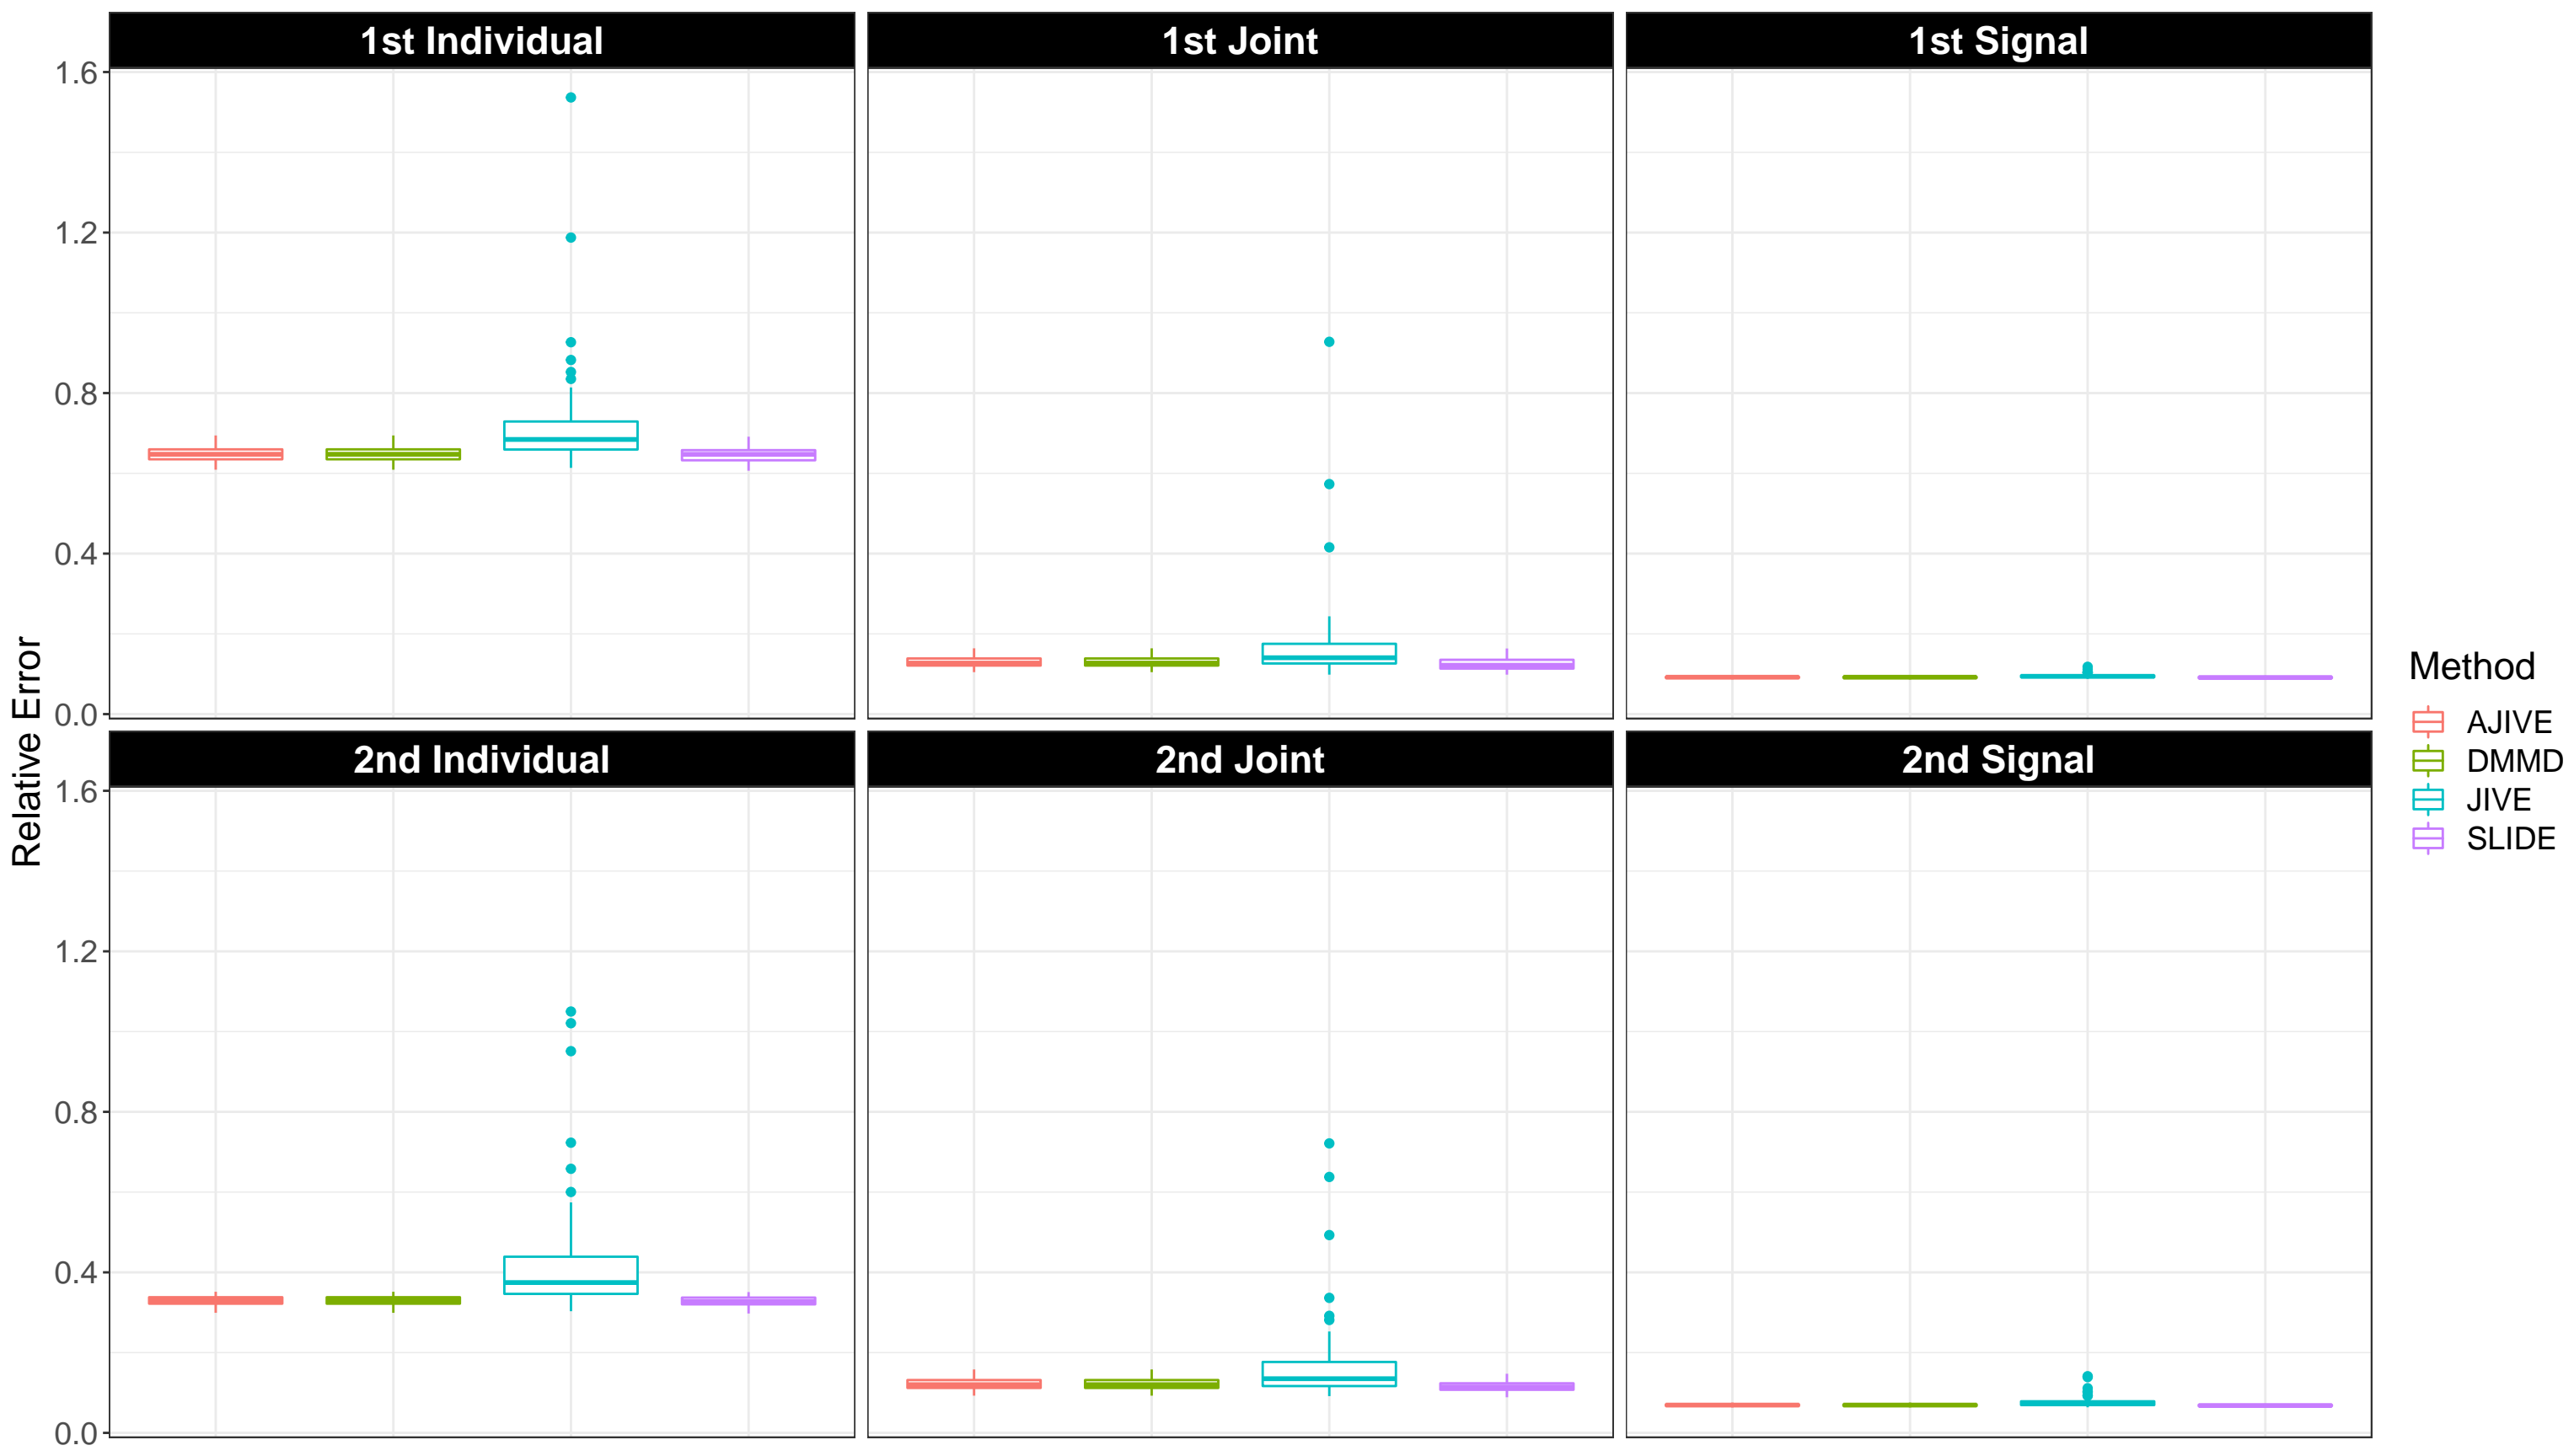 1st Individual
1st Joint
1st Signal
1.6
1.2
0.8
0.4
0.0
2nd Individual
2nd Joint
2nd Signal
1.6
1.2
0.8
0.4
0.0
Relative Error
Method
AJIVE
DMMD
JIVE
SLIDE